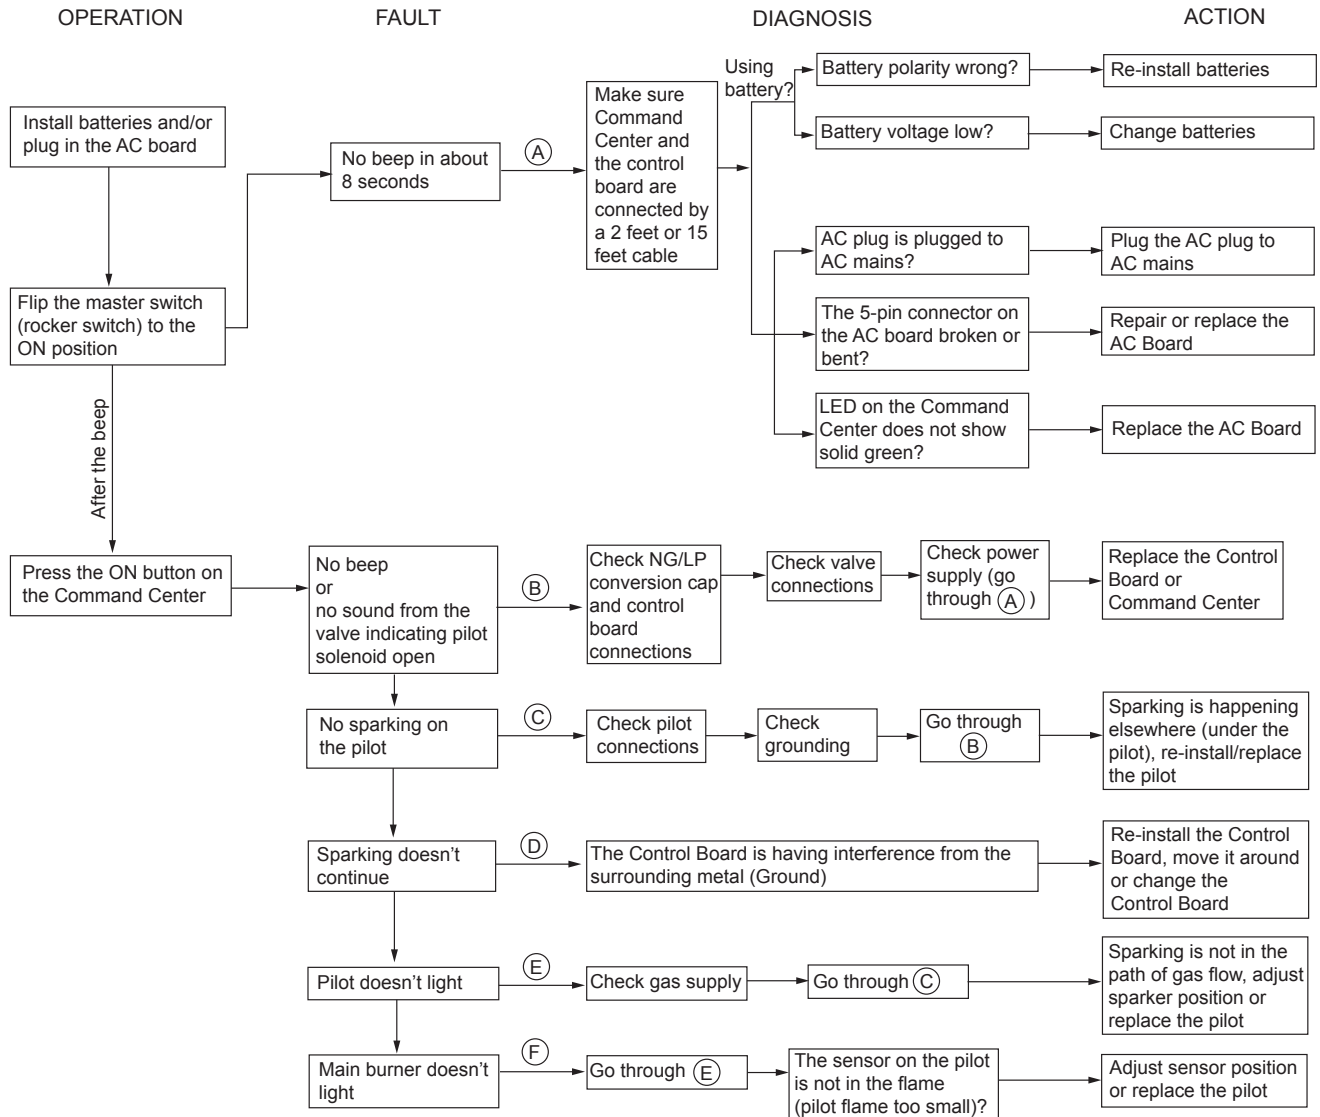 OPERATION
FAULT
DIAGNOSIS
ACTION
Install batteries and/or
plug in the AC board
No beep in about
8 seconds
A
Make sure
Command
Center and
the control
board are
connected by
a 2 feet or 15
feet cable
Using
battery?
Battery polarity wrong?
Re-install batteries
Battery voltage low?
Change batteries
AC plug is plugged to
AC mains?
Plug the AC plug to
AC mains
Flip the master switch
(rocker switch) to the
ON position
The 5-pin connector on
the AC board broken or
bent?
Repair or replace the
AC Board
LED on the Command
Center does not show
solid green?
Replace the AC Board
After the beep
Press the ON button on
the Command Center
No beep
or
no sound from the
valve indicating pilot
solenoid open
B
Check NG/LP
conversion cap
and control
board
connections
Check valve
connections
Check power
supply (go
through A )
Replace the Control
Board or
Command Center
No sparking on
the pilot
C
Check pilot
connections
Check
grounding
Go through
B
Sparking is happening
elsewhere (under the
pilot), re-install/replace
the pilot
Sparking doesn't
continue
D
The Control Board is having interference from the
surrounding metal (Ground)
Re-install the Control
Board, move it around
or change the
Control Board
Pilot doesn't light
E
Check gas supply
Go through C
Sparking is not in the
path of gas flow, adjust
sparker position or
replace the pilot
Main burner doesn't
light
F
Go through E
The sensor on the pilot
is not in the flame
(pilot flame too small)?
Adjust sensor position
or replace the pilot